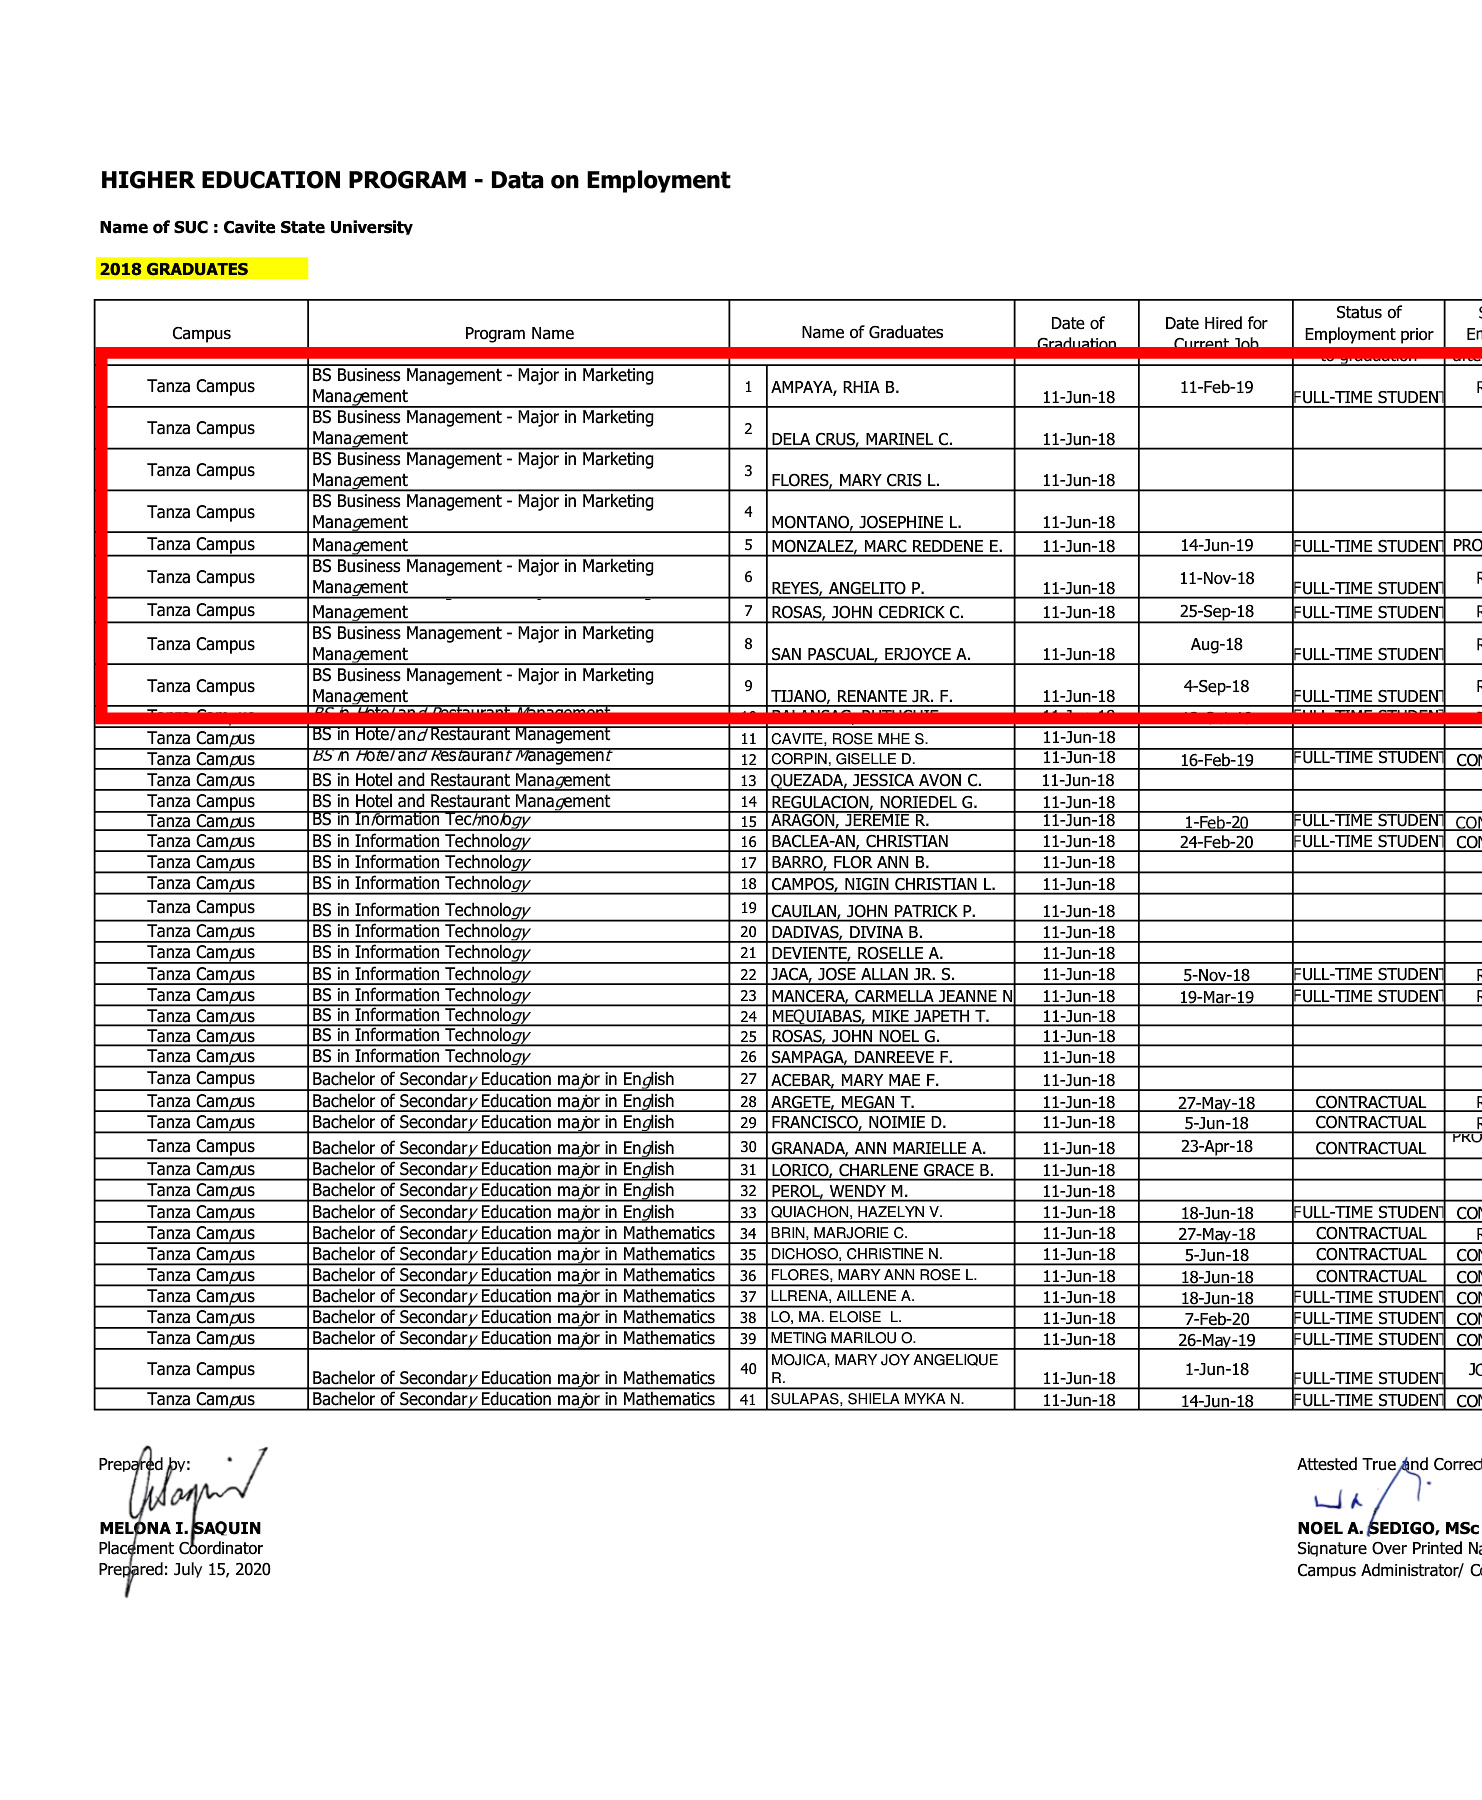 HIGHER EDUCATION PROGRAM - Data on Employment
Name of SUC : Cavite State University
2018 GRADUATES
Campus Program Name Name of Graduates Date of Graduation Date Hired for Current Job Status of Employment prior to graduation
Tanza Campus BS Business Management - Major in Marketing Management 1 AMPAYA, RHIA B. 11-Jun-18 11-Feb-19 FULL-TIME STUDENT
Tanza Campus BS Business Management - Major in Marketing Management 2 DELA CRUS, MARINEL C. 11-Jun-18
Tanza Campus BS Business Management - Major in Marketing Management 3 FLORES, MARY CRIS L. 11-Jun-18
Tanza Campus BS Business Management - Major in Marketing Management 4 MONTANO, JOSEPHINE L. 11-Jun-18
Tanza Campus Management 5 MONZALEZ, MARC REDDENE E. 11-Jun-18 14-Jun-19 FULL-TIME STUDENT PRO
Tanza Campus BS Business Management - Major in Marketing Management 6 REYES, ANGELITO P. 11-Jun-18 11-Nov-18 FULL-TIME STUDENT
Tanza Campus Management 7 ROSAS, JOHN CEDRICK C. 11-Jun-18 25-Sep-18 FULL-TIME STUDENT
Tanza Campus BS Business Management - Major in Marketing Management 8 SAN PASCUAL, ERJOYCE A. 11-Jun-18 Aug-18 FULL-TIME STUDENT
Tanza Campus BS Business Management - Major in Marketing Management 9 TIJANO, RENANTE JR. F. 11-Jun-18 4-Sep-18 FULL-TIME STUDENT
Tanza Campus BS in Hotel and Restaurant Management 10 FULL-TIME STUDENT
Tanza Campus BS in Hotel and Restaurant Management 11 CAVITE, ROSE MHE S. 11-Jun-18
Tanza Campus BS in Hotel and Restaurant Management 12 CORPIN, GISELLE D. 11-Jun-18 16-Feb-19 FULL-TIME STUDENT CON
Tanza Campus BS in Hotel and Restaurant Management 13 QUEZADA, JESSICA AVON C. 11-Jun-18
Tanza Campus BS in Hotel and Restaurant Management 14 REGULACION, NORIEDEL G. 11-Jun-18
Tanza Campus BS in Information Technology 15 ARAGON, JEREMIE R. 11-Jun-18 1-Feb-20 FULL-TIME STUDENT CON
Tanza Campus BS in Information Technology 16 BACLEA-AN, CHRISTIAN 11-Jun-18 24-Feb-20 FULL-TIME STUDENT CON
Tanza Campus BS in Information Technology 17 BARRO, FLOR ANN B. 11-Jun-18
Tanza Campus BS in Information Technology 18 CAMPOS, NIGIN CHRISTIAN L. 11-Jun-18
Tanza Campus BS in Information Technology 19 CAUILAN, JOHN PATRICK P. 11-Jun-18
Tanza Campus BS in Information Technology 20 DADIVAS, DIVINA B. 11-Jun-18
Tanza Campus BS in Information Technology 21 DEVIENTE, ROSELLE A. 11-Jun-18
Tanza Campus BS in Information Technology 22 JACA, JOSE ALLAN JR. S. 11-Jun-18 5-Nov-18 FULL-TIME STUDENT
Tanza Campus BS in Information Technology 23 MANCERA, CARMELLA JEANNE N 11-Jun-18 19-Mar-19 FULL-TIME STUDENT
Tanza Campus BS in Information Technology 24 MEQUIABAS, MIKE JAPETH T. 11-Jun-18
Tanza Campus BS in Information Technology 25 ROSAS, JOHN NOEL G. 11-Jun-18
Tanza Campus BS in Information Technology 26 SAMPAGA, DANREEVE F. 11-Jun-18
Tanza Campus Bachelor of Secondary Education major in English 27 ACEBAR, MARY MAE F. 11-Jun-18
Tanza Campus Bachelor of Secondary Education major in English 28 ARGETE, MEGAN T. 11-Jun-18 27-May-18 CONTRACTUAL
Tanza Campus Bachelor of Secondary Education major in English 29 FRANCISCO, NOIMIE D. 11-Jun-18 5-Jun-18 CONTRACTUAL
Tanza Campus Bachelor of Secondary Education major in English 30 GRANADA, ANN MARIELLE A. 11-Jun-18 23-Apr-18 CONTRACTUAL PRO
Tanza Campus Bachelor of Secondary Education major in English 31 LORICO, CHARLENE GRACE B. 11-Jun-18
Tanza Campus Bachelor of Secondary Education major in English 32 PEROL, WENDY M. 11-Jun-18
Tanza Campus Bachelor of Secondary Education major in English 33 QUIACHON, HAZELYN V. 11-Jun-18 18-Jun-18 FULL-TIME STUDENT CON
Tanza Campus Bachelor of Secondary Education major in Mathematics 34 BRIN, MARJORIE C. 11-Jun-18 27-May-18 CONTRACTUAL
Tanza Campus Bachelor of Secondary Education major in Mathematics 35 DICHOSO, CHRISTINE N. 11-Jun-18 5-Jun-18 CONTRACTUAL CON
Tanza Campus Bachelor of Secondary Education major in Mathematics 36 FLORES, MARY ANN ROSE L. 11-Jun-18 18-Jun-18 CONTRACTUAL CON
Tanza Campus Bachelor of Secondary Education major in Mathematics 37 LLRENA, AILLENE A. 11-Jun-18 18-Jun-18 FULL-TIME STUDENT CON
Tanza Campus Bachelor of Secondary Education major in Mathematics 38 LO, MA. ELOISE L. 11-Jun-18 7-Feb-20 FULL-TIME STUDENT CON
Tanza Campus Bachelor of Secondary Education major in Mathematics 39 METING MARILOU O. 11-Jun-18 26-May-19 FULL-TIME STUDENT CON
Tanza Campus Bachelor of Secondary Education major in Mathematics 40 MOJICA, MARY JOY ANGELIQUE R. 11-Jun-18 1-Jun-18 FULL-TIME STUDENT JO
Tanza Campus Bachelor of Secondary Education major in Mathematics 41 SULAPAS, SHIELA MYKA N. 11-Jun-18 14-Jun-18 FULL-TIME STUDENT CON
Prepared by: Attested True and Correct
MELONA I. SAQUIN NOEL A. SEDIGO, MSc
Placement Coordinator Signature Over Printed Na
Prepared: July 15, 2020 Campus Administrator/ Co